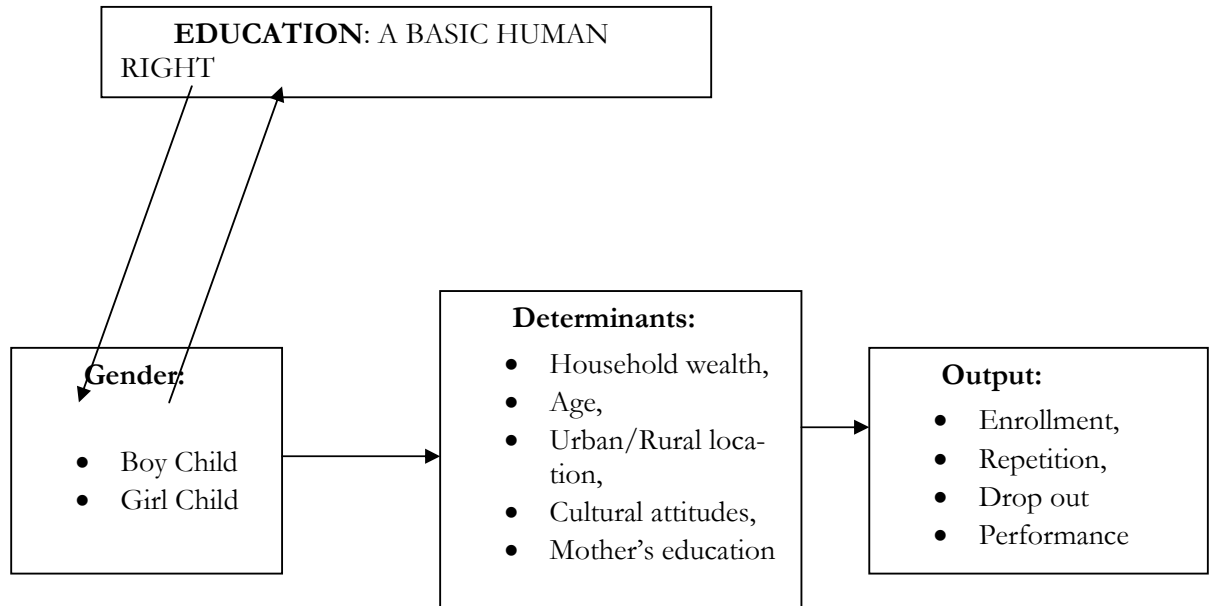 EDUCATION: A BASIC HUMAN
RIGHT
Gender:
• Boy Child
• Girl Child
Determinants:
• Household wealth,
• Age,
• Urban/Rural loca-
tion,
• Cultural attitudes,
• Mother’s education
Output:
• Enrollment,
• Repetition,
• Drop out
• Performance